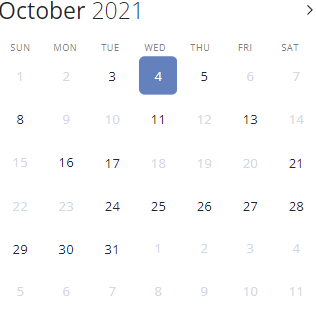 October 2021
SUN MON TUE WED THU FRI SAT
1 2 3 4 5 6 7
8 9 10 11 12 13 14
15 16 17 18 19 20 21
22 23 24 25 26 27 28
29 30 31 1 2 3 4
5 6 7 8 9 10 11